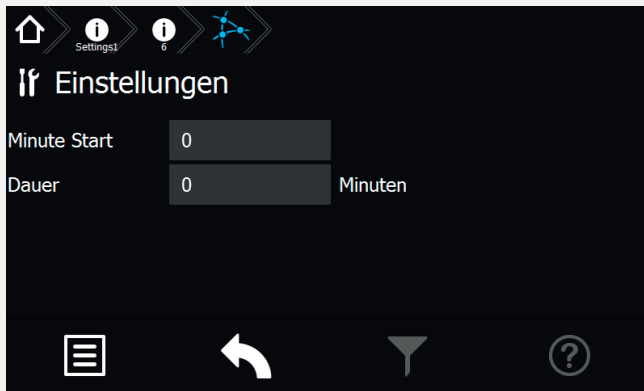 Settings1
6
Einstellungen
Minute Start 0
Dauer 0 Minuten